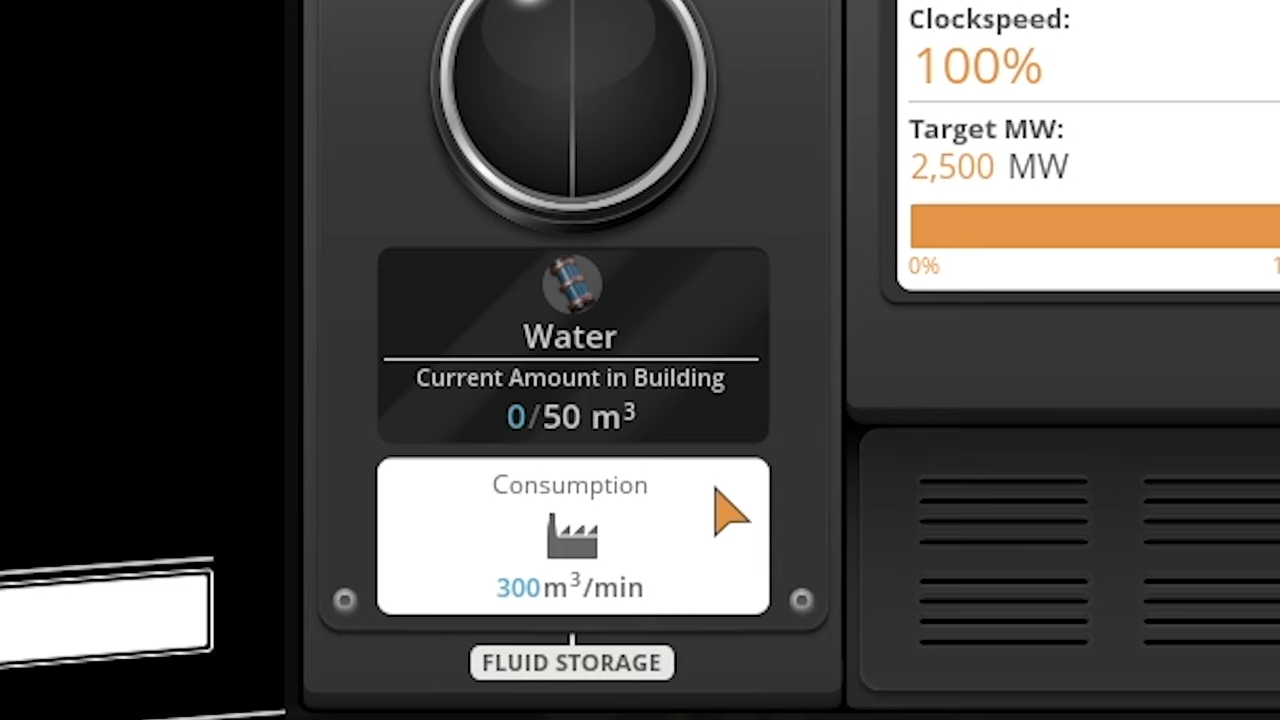 Clockspeed:
100%
Target MW:
2,500 MW
0%
Water
Current Amount in Building
0/50 m³
Consumption
300m³/min
FLUID STORAGE